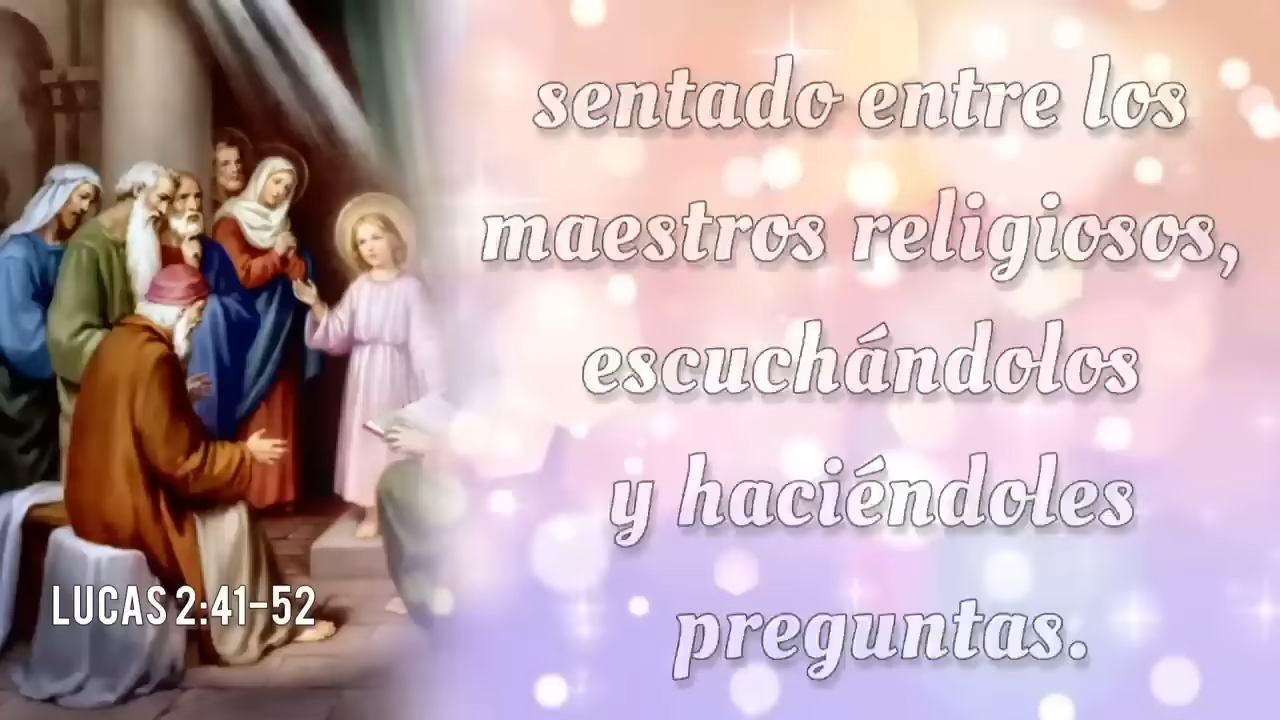 sentado entre los
maestros religiosos,
escuchándolos
y haciéndoles
preguntas.
LUCAS 2:41-52